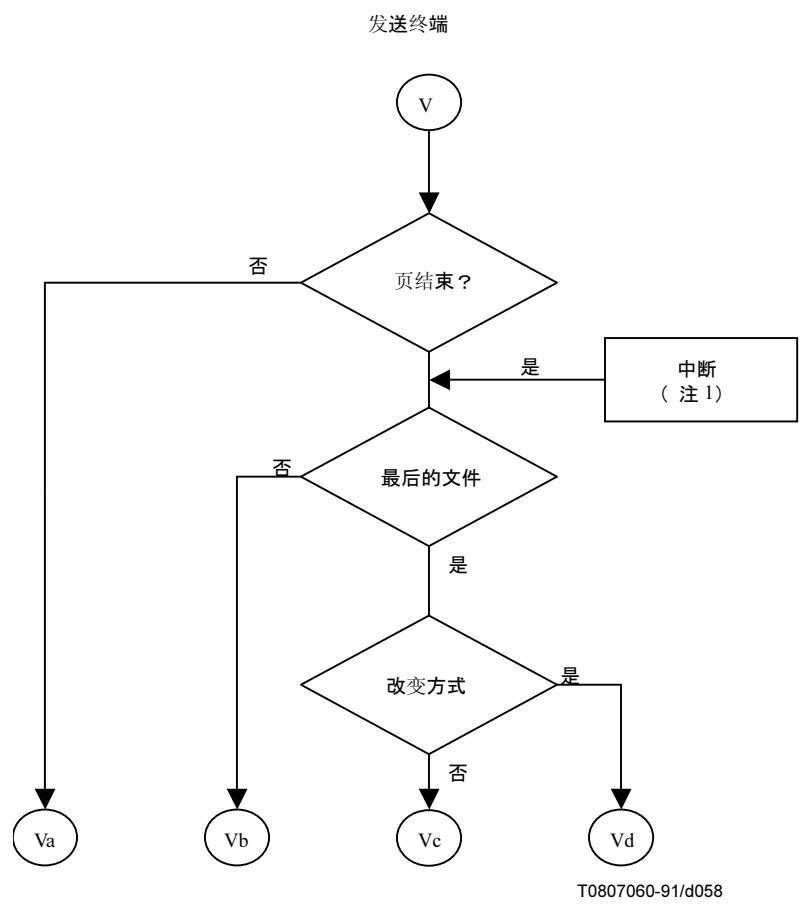 发送终端
V
否
页结束？
是
中断
（ 注 1）
否
最后的文件
是
改变方式
是
否
Va
Vb
Vc
Vd
T0807060-91/d058